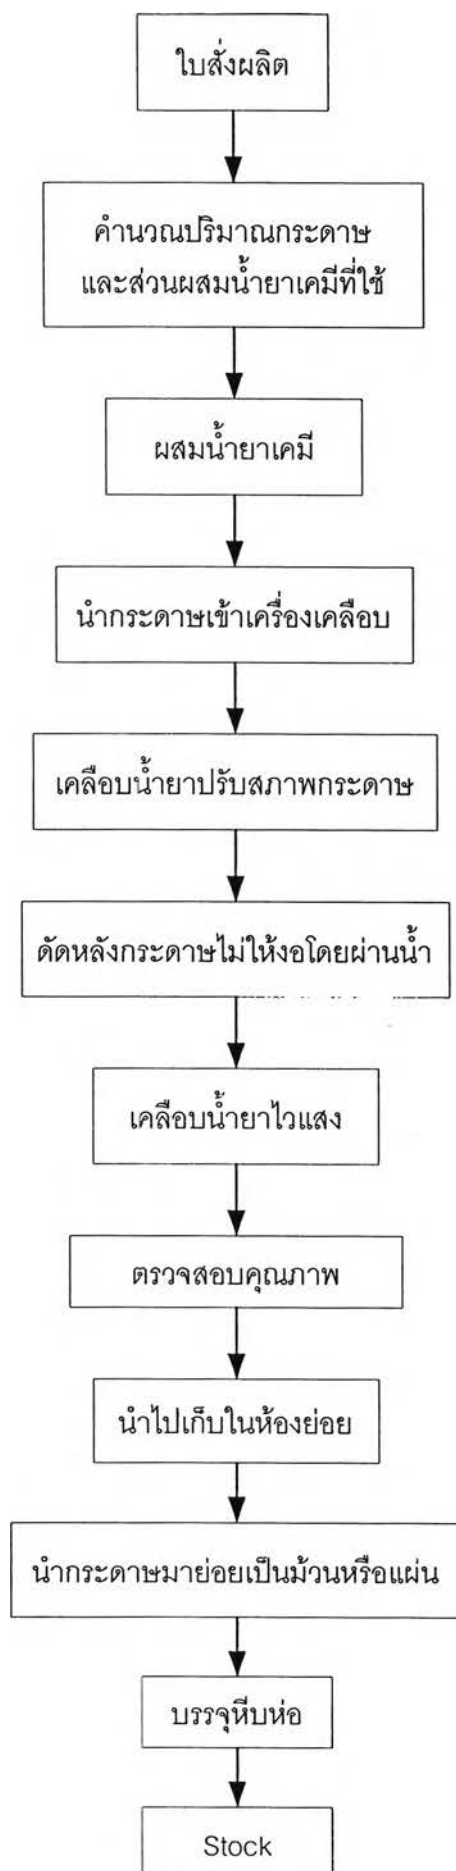 ใบสั่งผลิต
คำนวณปริมาณกระดาษ
และส่วนผสมน้ำยาเคมีที่ใช้
ผสมน้ำยาเคมี
นำกระดาษเข้าเครื่องเคลือบ
เคลือบน้ำยาปรับสภาพกระดาษ
ดัดหลังกระดาษไม่ให้งอโดยผ่านน้ำ
เคลือบน้ำยาไวแสง
ตรวจสอบคุณภาพ
นำไปเก็บในห้องย่อย
นำกระดาษมาย่อยเป็นม้วนหรือแผ่น
บรรจุหีบห่อ
Stock